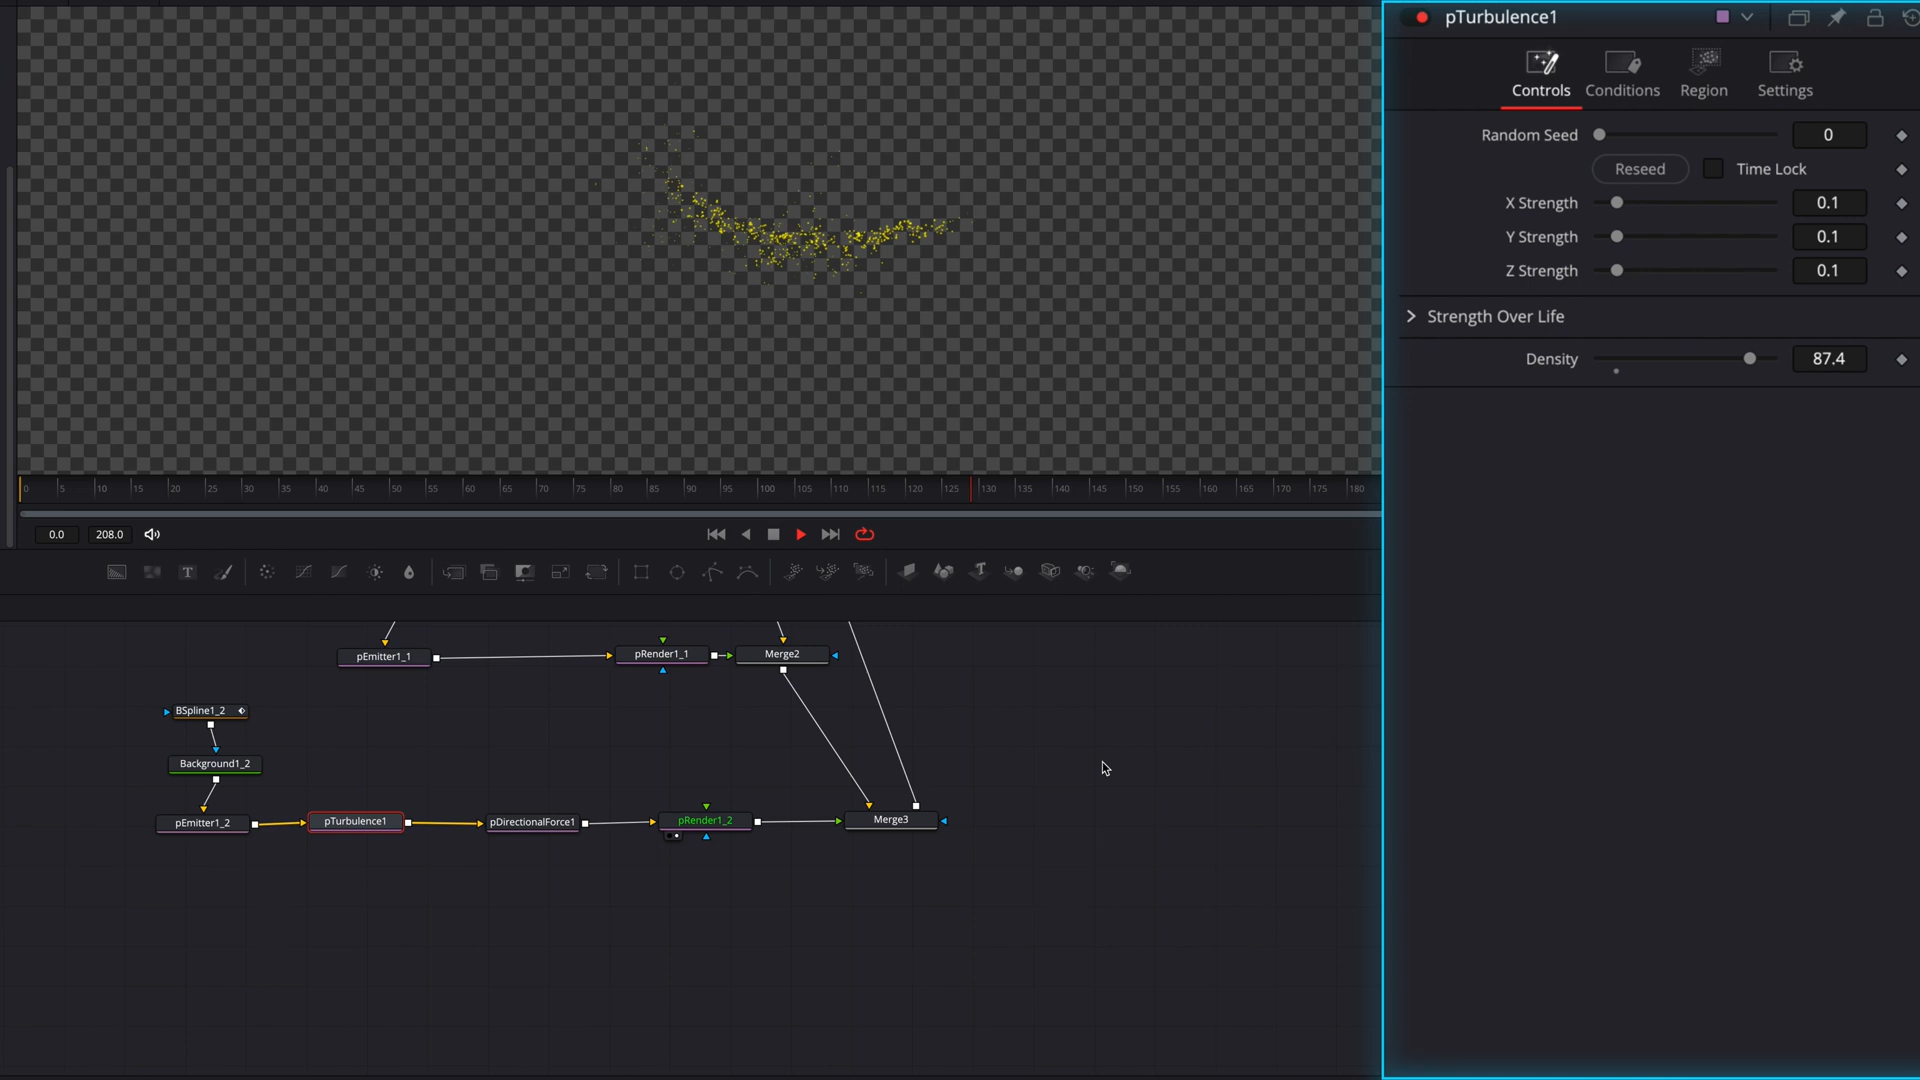 pTurbulence1
Controls Conditions Region Settings
Random Seed 0
Reseed Time Lock
X Strength 0.1
Y Strength 0.1
Z Strength 0.1
Strength Over Life
Density 87.4
0 5 10 15 20 25 30 35 40 45 50 55 60 65 70 75 80 85 90 95 100 105 110 115 120 125 130 135 140 145 150 155 160 165 170 175 180
0.0 208.0
T
pEmitter1_1 pRender1_1 Merge2
BSpline1_2
Background1_2
pEmitter1_2 pTurbulence1 pDirectionalForce1 pRender1_2 Merge3